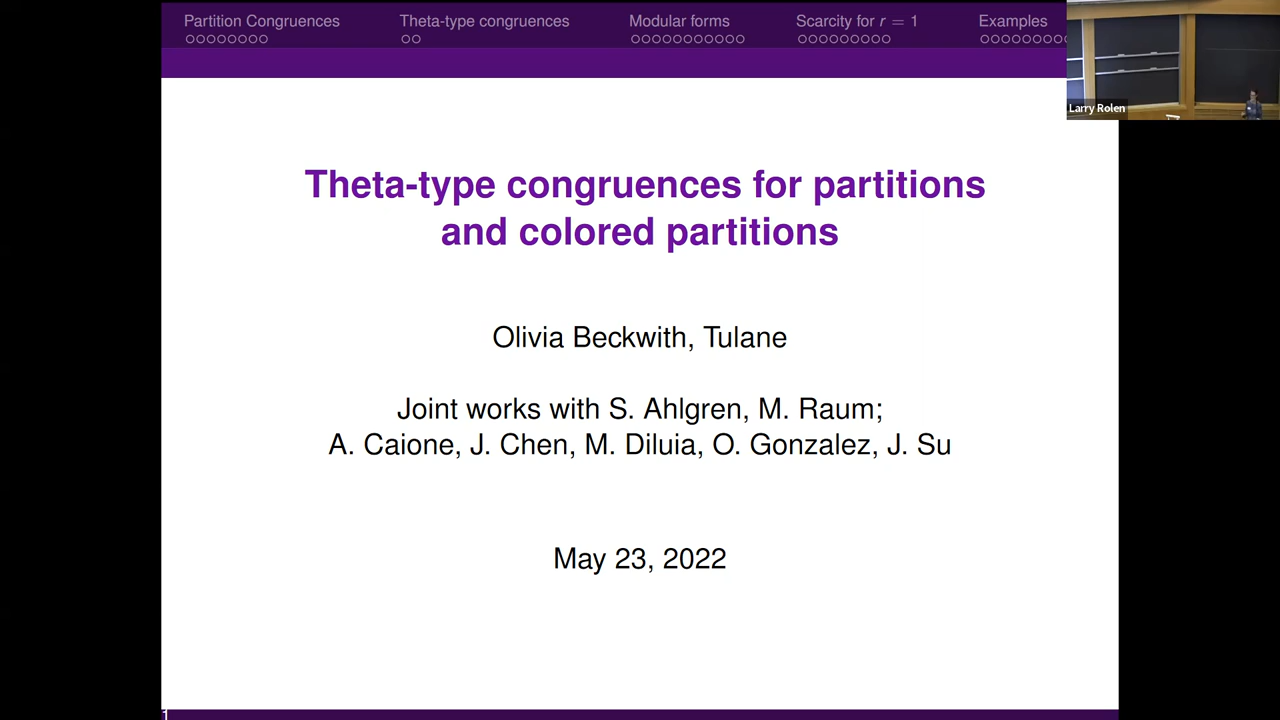 Partition Congruences
Theta-type congruences
Modular forms
Scarcity for r = 1
Examples
Larry Rolen
Theta-type congruences for partitions
and colored partitions
Olivia Beckwith, Tulane
Joint works with S. Ahlgren, M. Raum;
A. Caione, J. Chen, M. Diluia, O. Gonzalez, J. Su
May 23, 2022
1